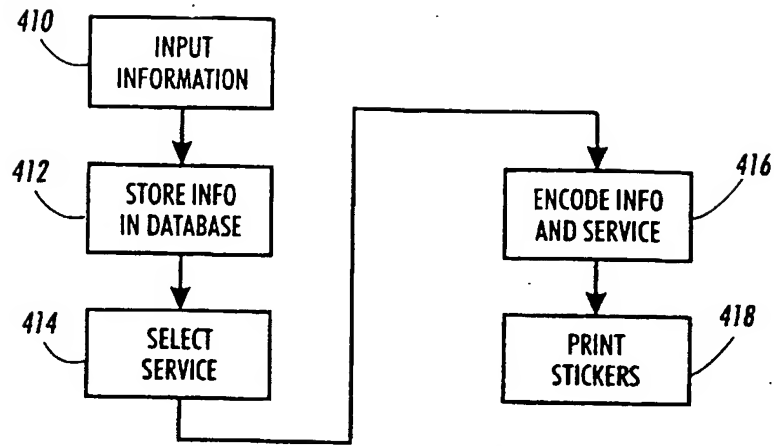 410
INPUT
INFORMATION
412
STORE INFO
IN DATABASE
414
SELECT
SERVICE
416
ENCODE INFO
AND SERVICE
418
PRINT
STICKERS